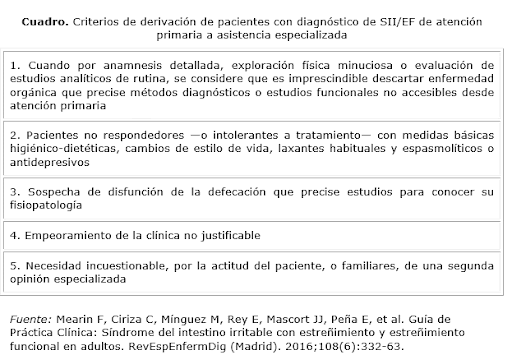 Cuadro. Criterios de derivación de pacientes con diagnóstico de SII/EF de atención
primaria a asistencia especializada
1. Cuando por anamnesis detallada, exploración física minuciosa o evaluación de
estudios analíticos de rutina, se considere que es imprescindible descartar enfermedad
orgánica que precise métodos diagnósticos o estudios funcionales no accesibles desde
atención primaria
2. Pacientes no respondedores —o intolerantes a tratamiento— con medidas básicas
higiénico-dietéticas, cambios de estilo de vida, laxantes habituales y espasmolíticos o
antidepresivos
3. Sospecha de disfunción de la defecación que precise estudios para conocer su
fisiopatología
4. Empeoramiento de la clínica no justificable
5. Necesidad incuestionable, por la actitud del paciente, o familiares, de una segunda
opinión especializada
Fuente: Mearin F, Ciriza C, Mínguez M, Rey E, Mascort JJ, Peña E, et al. Guía de
Práctica Clínica: Síndrome del intestino irritable con estreñimiento y estreñimiento
funcional en adultos. RevEspEnfermDig (Madrid). 2016;108(6):332-63.